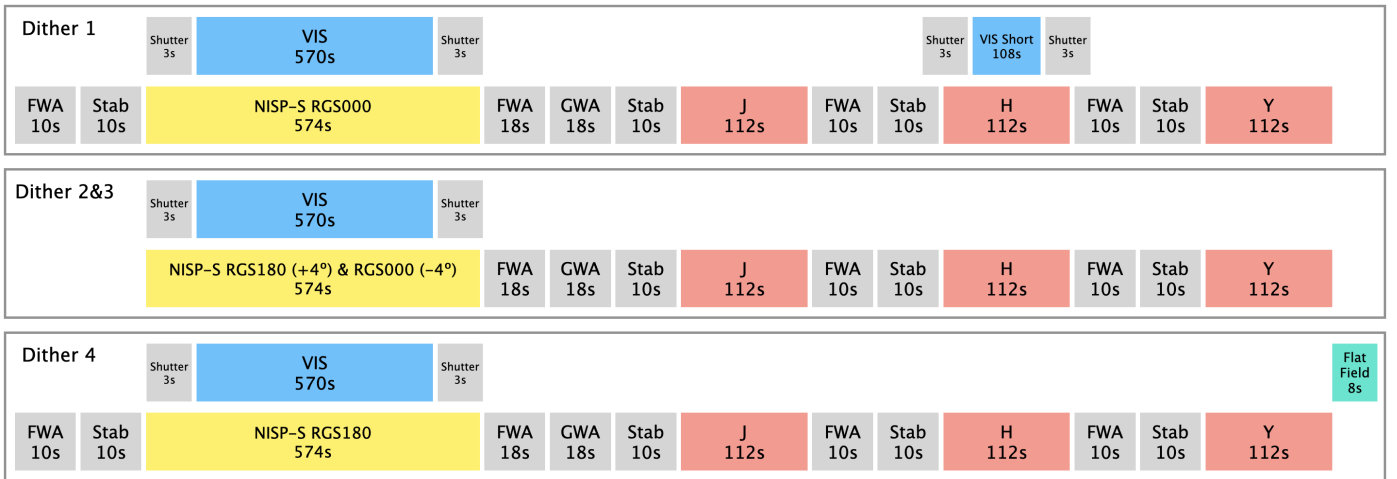 Dither 1
Shutter
3s
VIS
570s
Shutter
3s
Shutter
3s
VIS Short
108s
Shutter
3s
FWA
10s
Stab
10s
NISP-S RGS000
574s
FWA
18s
GWA
18s
Stab
10s
J
112s
FWA
10s
Stab
10s
H
112s
FWA
10s
Stab
10s
Y
112s
Dither 2&3
Shutter
3s
VIS
570s
Shutter
3s
NISP-S RGS180 (+4º) & RGS000 (-4º)
574s
FWA
18s
GWA
18s
Stab
10s
J
112s
FWA
10s
Stab
10s
H
112s
FWA
10s
Stab
10s
Y
112s
Dither 4
Shutter
3s
VIS
570s
Shutter
3s
Flat
Field
8s
FWA
10s
Stab
10s
NISP-S RGS180
574s
FWA
18s
GWA
18s
Stab
10s
J
112s
FWA
10s
Stab
10s
H
112s
FWA
10s
Stab
10s
Y
112s